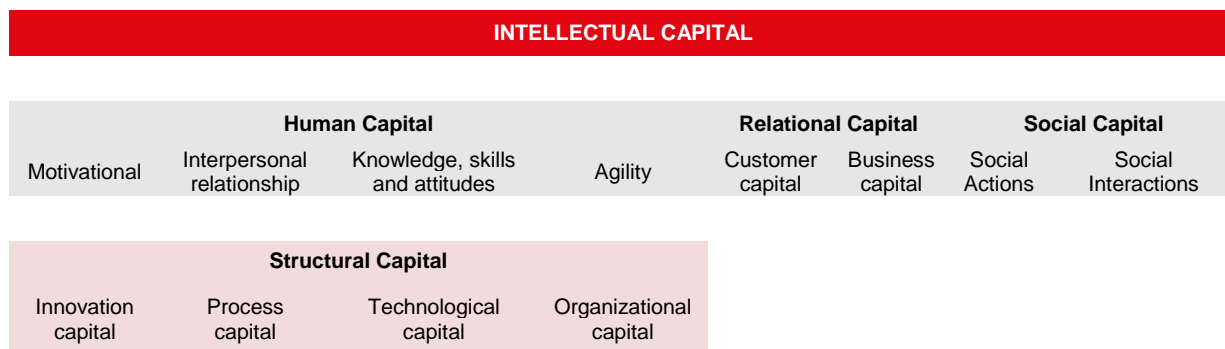 INTELLECTUAL CAPITAL
Human Capital
Relational Capital
Social Capital
Motivational
Interpersonal
relationship
Knowledge, skills
and attitudes
Agility
Customer
capital
Business
capital
Social
Actions
Social
Interactions
Structural Capital
Innovation
capital
Process
capital
Technological
capital
Organizational
capital